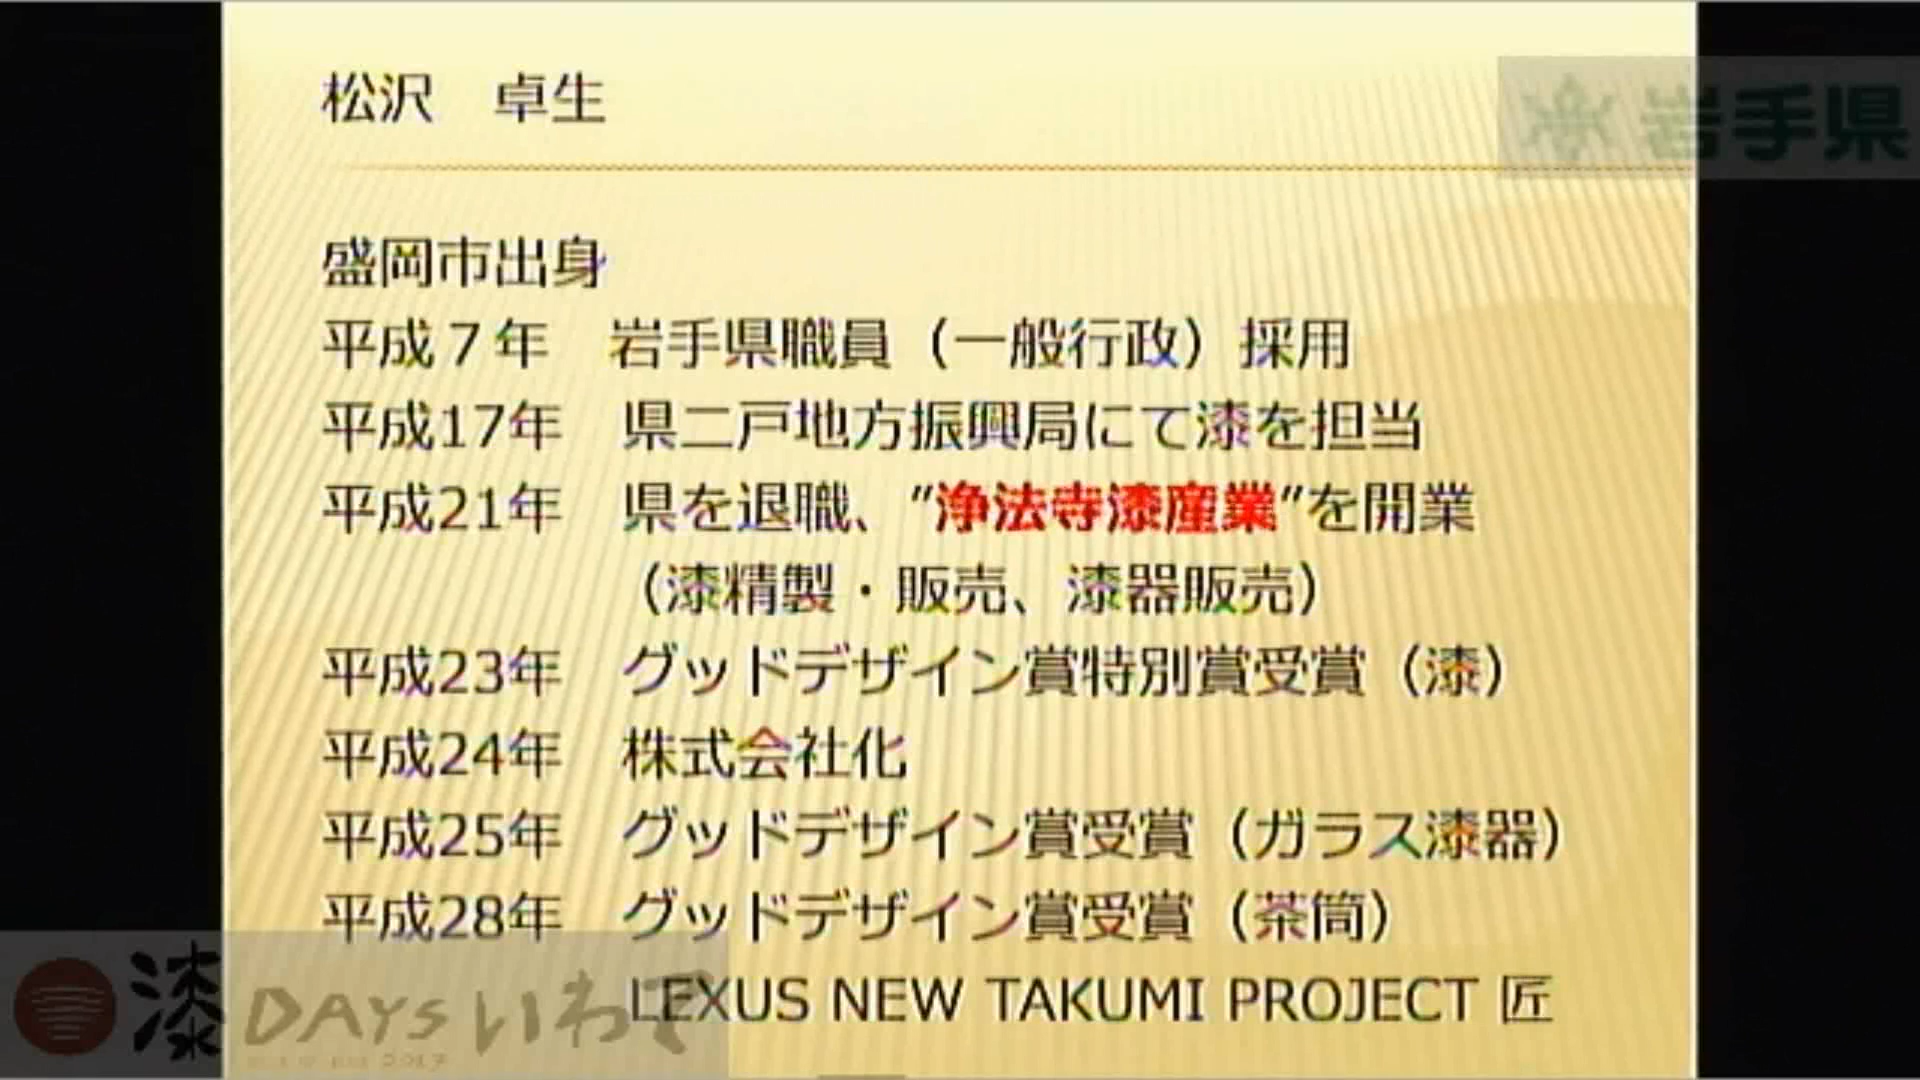 松沢　卓生
岩手県
盛岡市出身
平成７年　岩手県職員（一般行政）採用
平成17年　県二戸地方振興局にて漆を担当
平成21年　県を退職、”浄法寺漆産業”を開業
（漆精製・販売、漆器販売）
平成23年　グッドデザイン賞特別賞受賞（漆）
平成24年　株式会社化
平成25年　グッドデザイン賞受賞（ガラス漆器）
平成28年　グッドデザイン賞受賞（茶筒）
LEXUS NEW TAKUMI PROJECT 匠
漆 DAYS いわて
2017